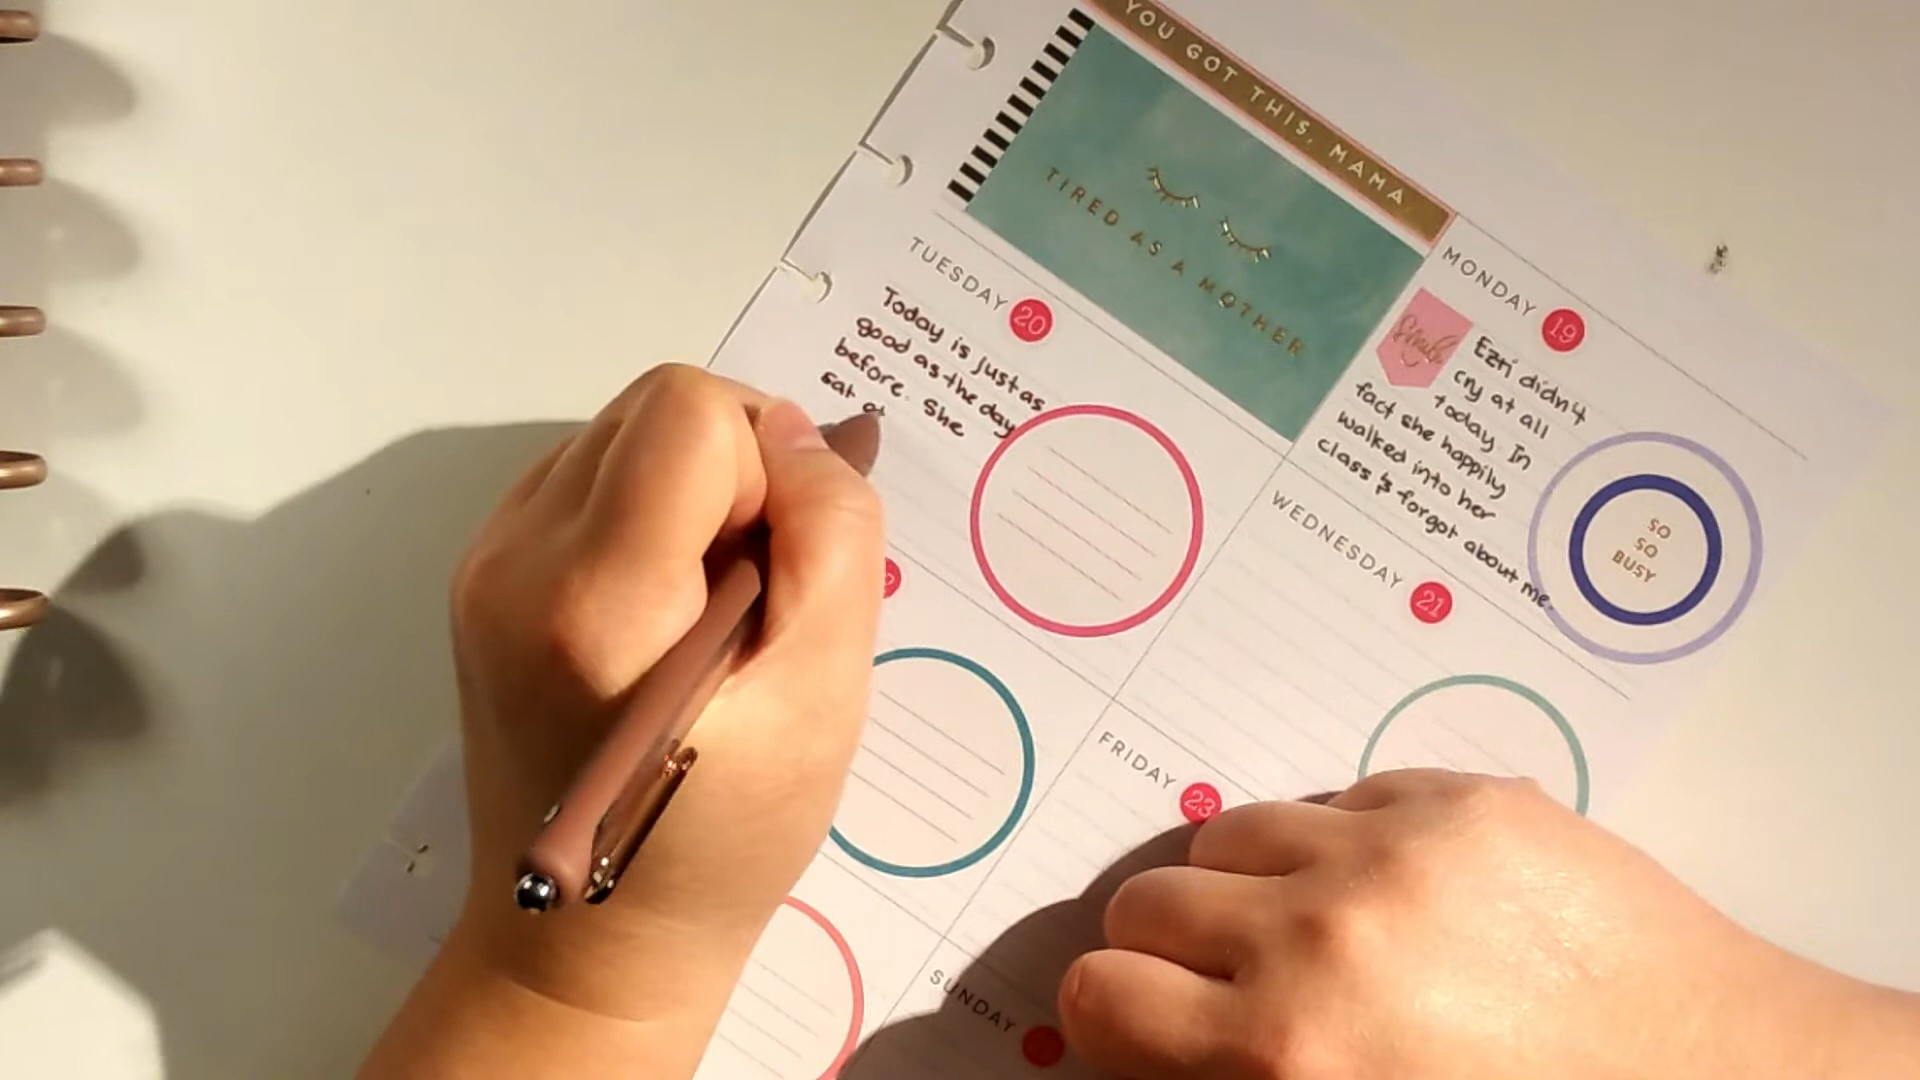 YOU GOT THIS, MAMA
TIRED AS A MOTHER
MONDAY 19
Ezri didn't
cry at all
today. In
fact she happily
walked into her
class & forgot about me.
SO
SO
BUSY
TUESDAY 20
Today is just as
good as the day
before. She
sat at
WEDNESDAY 21
FRIDAY 23
SUNDAY